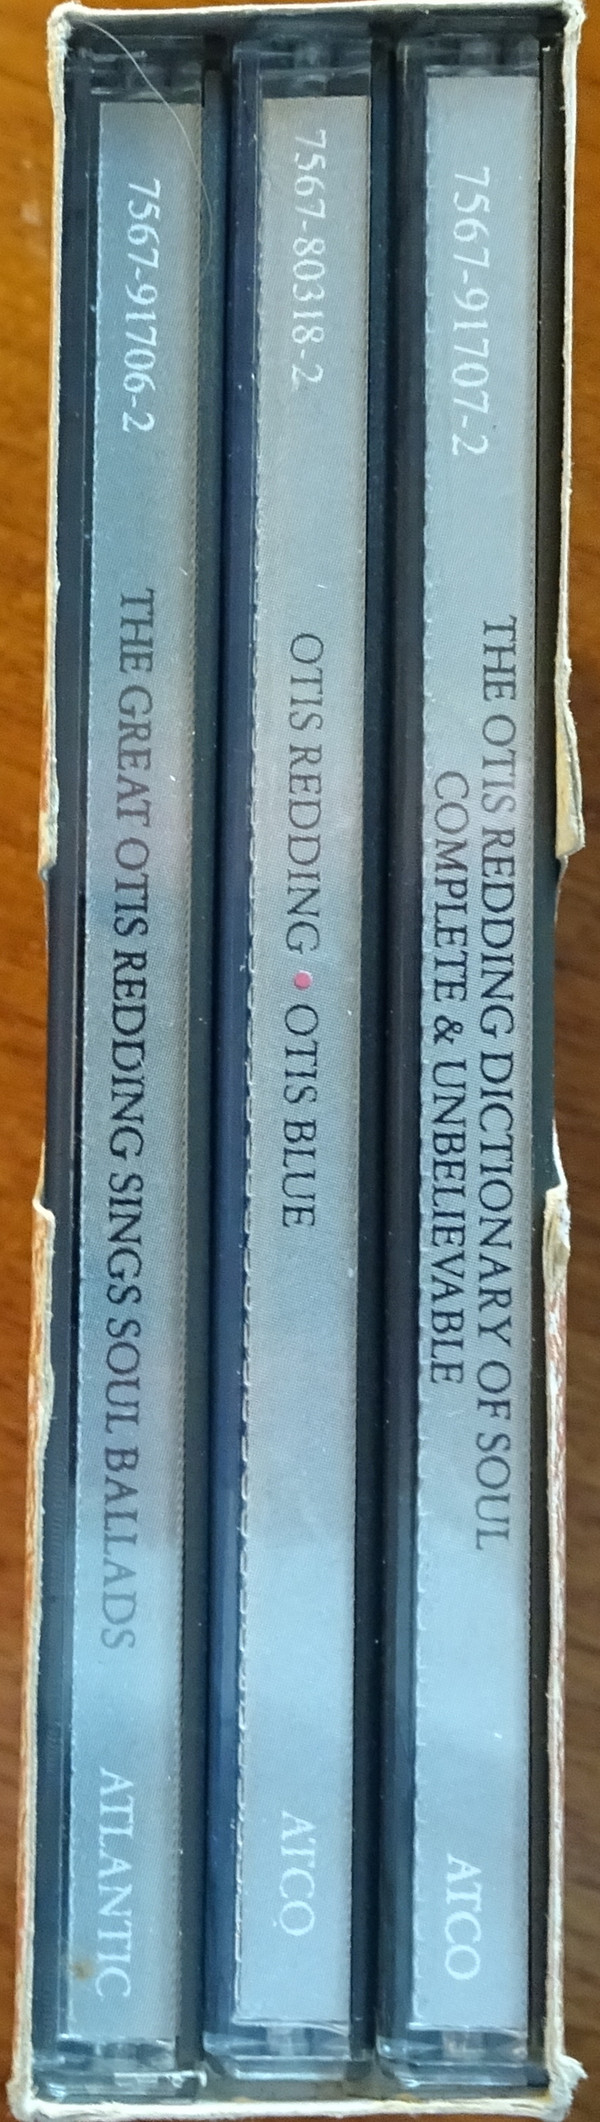 7567-91706-2
THE GREAT OTIS REDDING SINGS SOUL BALLADS
ATLANTIC
7567-80318-2
OTIS REDDING • OTIS BLUE
ATCO
7567-91707-2
THE OTIS REDDING DICTIONARY OF SOUL
COMPLETE & UNBELIEVABLE
ATCO